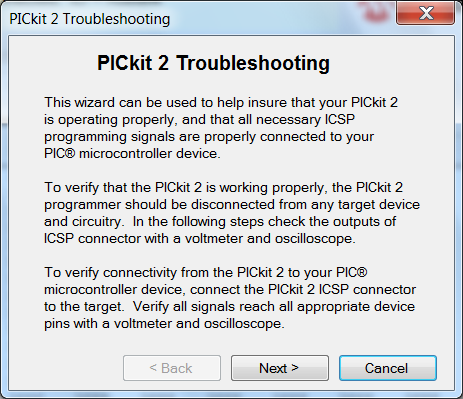 PICkit 2 Troubleshooting
PICkit 2 Troubleshooting
This wizard can be used to help insure that your PICkit 2
is operating properly, and that all necessary ICSP
programming signals are properly connected to your
PIC® microcontroller device.
To verify that the PICkit 2 is working properly, the PICkit 2
programmer should be disconnected from any target device
and circuitry.  In the following steps check the outputs of
ICSP connector with a voltmeter and oscilloscope.
To verify connectivity from the PICkit 2 to your PIC®
microcontroller device, connect the PICkit 2 ICSP connector
to the target.  Verify all signals reach all appropriate device
pins with a voltmeter and oscilloscope.
< Back Next > Cancel